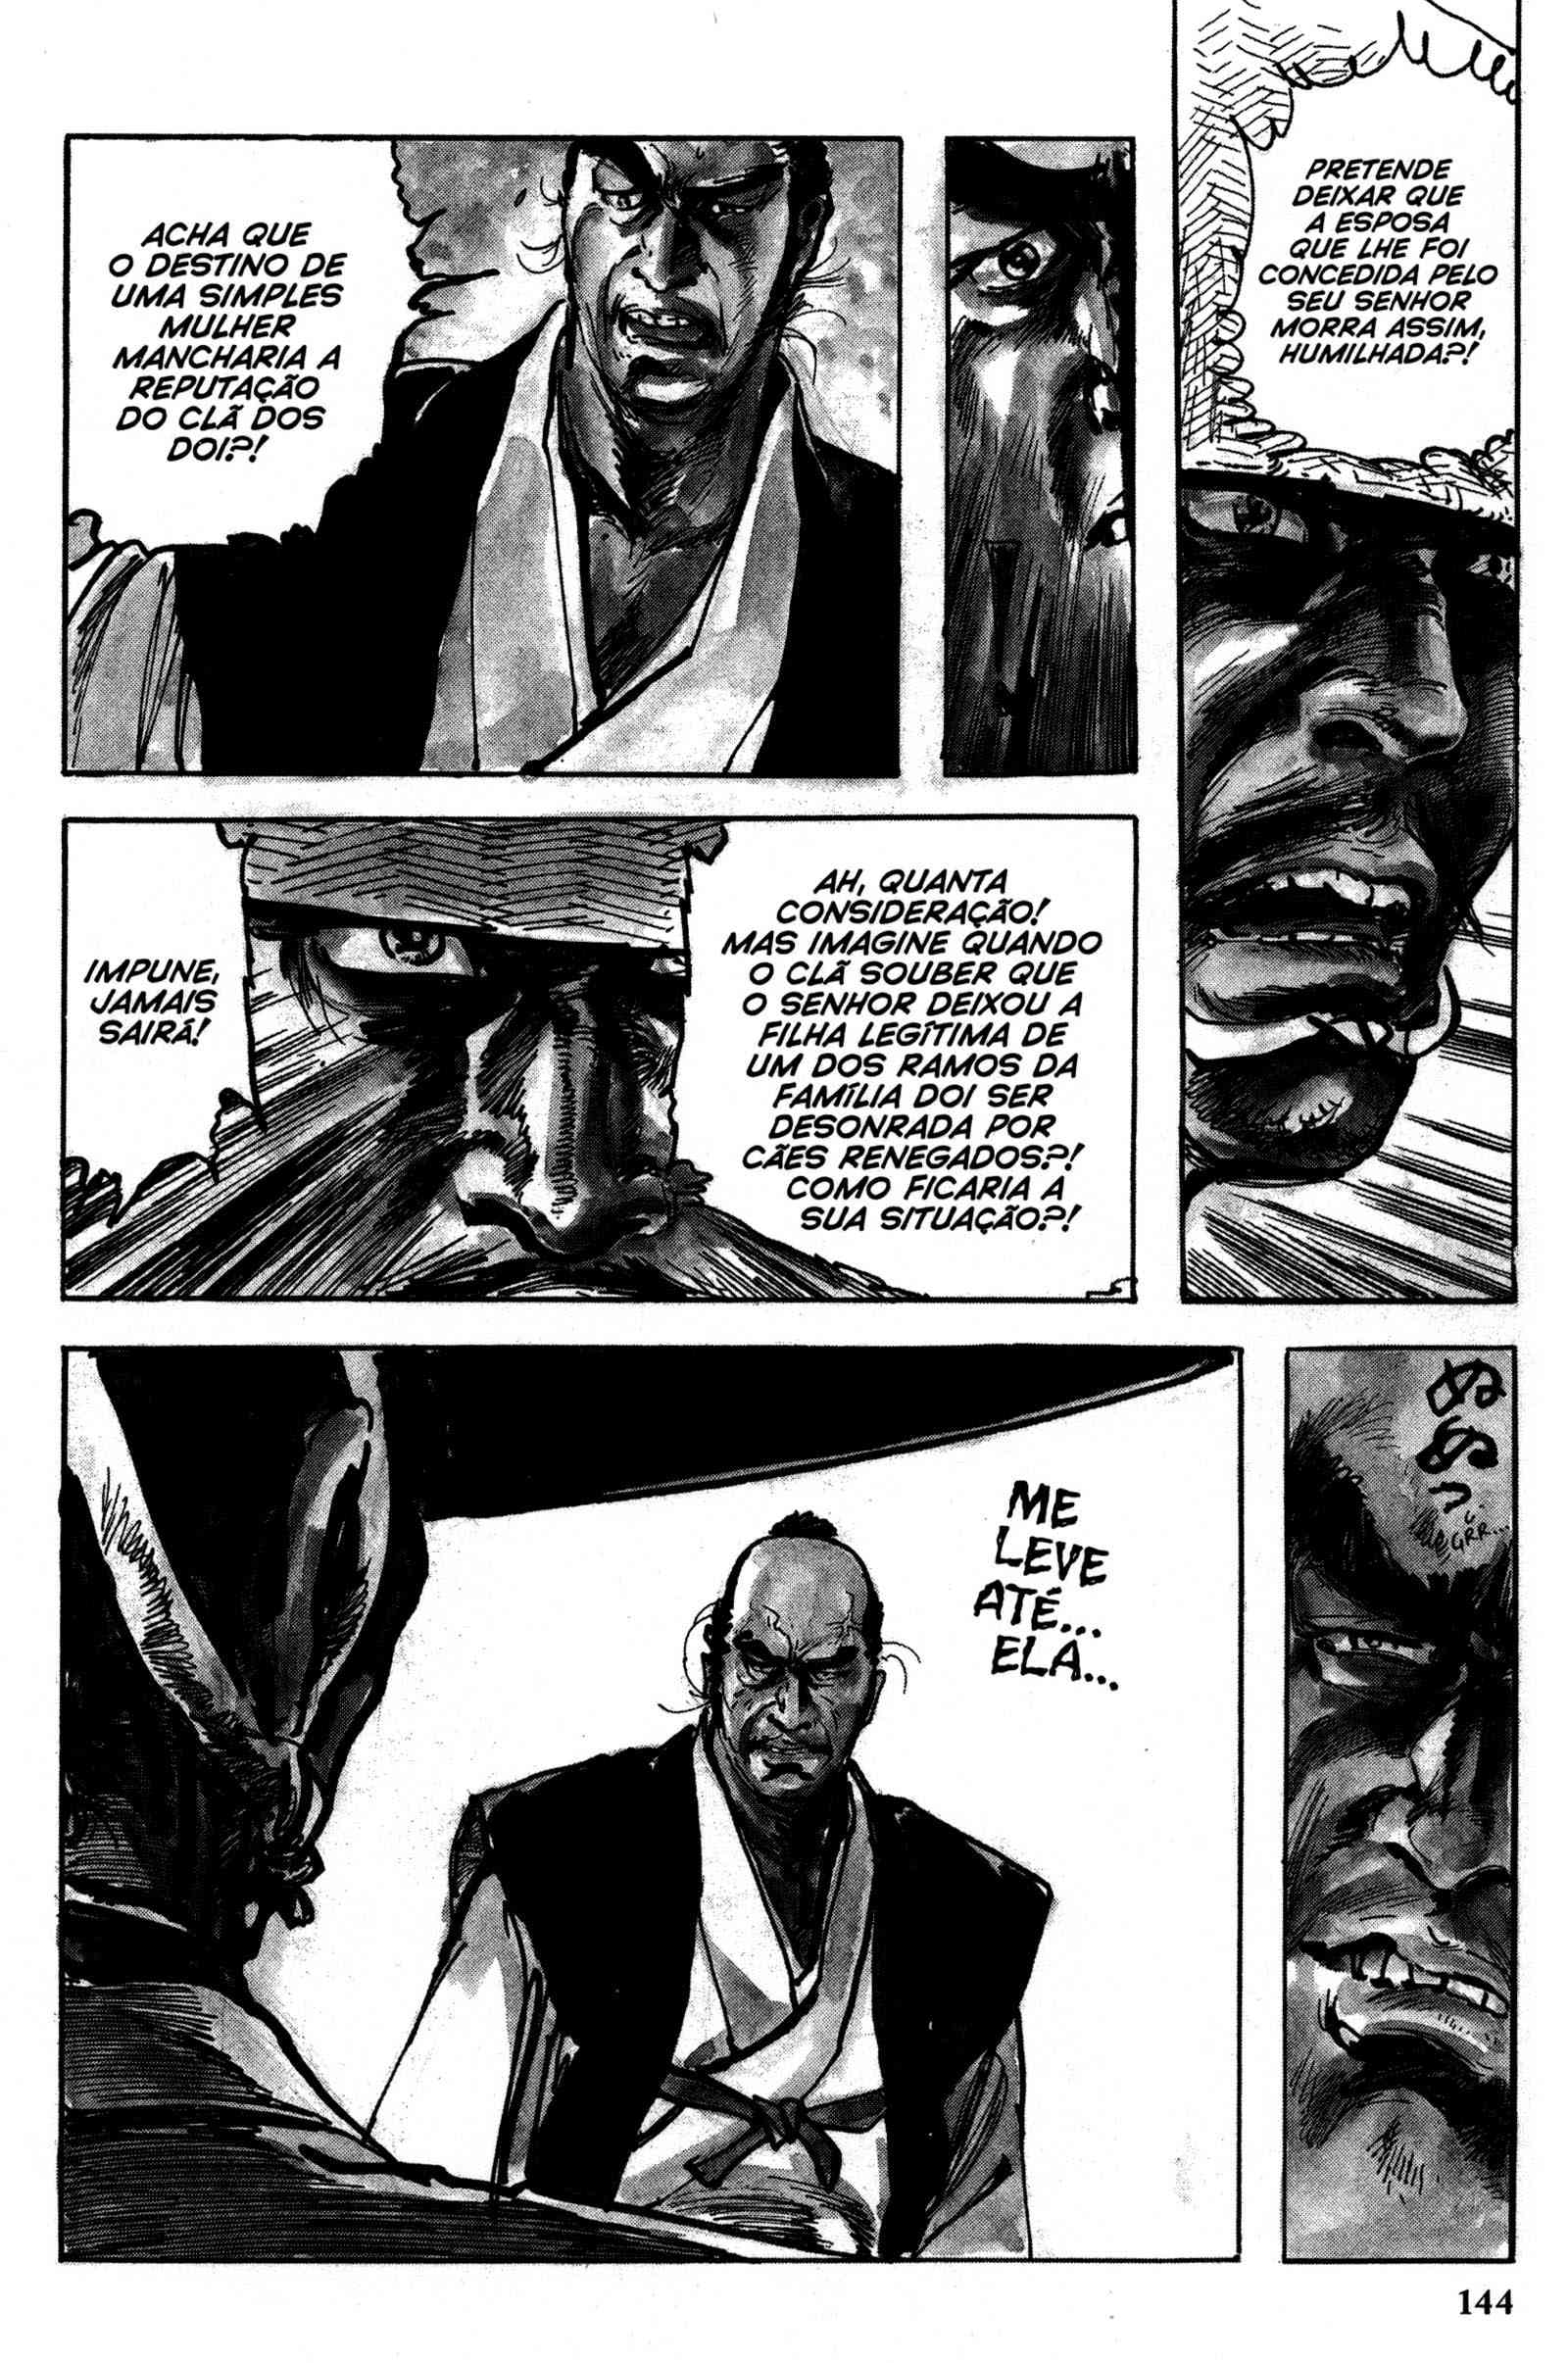 PRETENDE
DEIXAR QUE
A ESPOSA
QUE LHE FOI
CONCEDIDA PELO
SEU SENHOR
MORRA ASSIM,
HUMILHADA?!
ACHA QUE
O DESTINO DE
UMA SIMPLES
MULHER
MANCHARIA A
REPUTAÇÃO
DO CLÃ DOS
DOI?!
AH, QUANTA
CONSIDERAÇÃO!
MAS IMAGINE QUANDO
O CLÃ SOUBER QUE
O SENHOR DEIXOU A
FILHA LEGÍTIMA DE
UM DOS RAMOS DA
FAMÍLIA DOI SER
DESONRADA POR
CÃES RENEGADOS?!
COMO FICARIA A
SUA SITUAÇÃO?!
IMPUNE,
JAMAIS
SAIRÁ!
ぬぬっ
GRR...
ME
LEVE
ATÉ...
ELA...
144